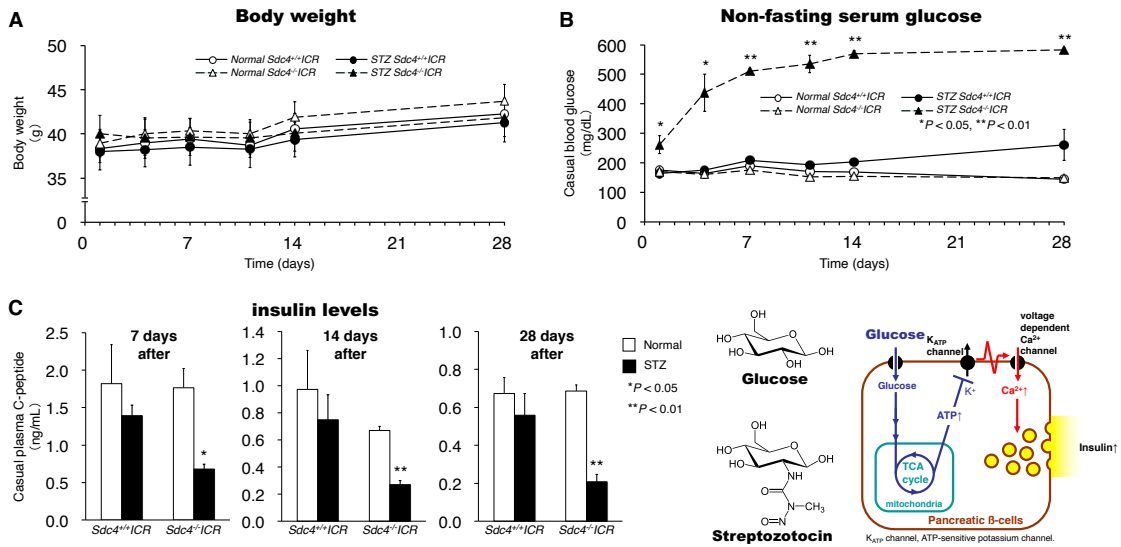 A
Body weight
50
45
40
35
0
Body weight
(g)
Normal Sdc4+/+ICR
STZ Sdc4+/+ICR
Normal Sdc4-/-ICR
STZ Sdc4-/-ICR
0 7 14 21 28
Time (days)
B
Non-fasting serum glucose
600
500
400
300
200
100
0
Casual blood glucose
(mg/dL)
* * ** ** ** **
Normal Sdc4+/+ICR
STZ Sdc4+/+ICR
Normal Sdc4-/-ICR
STZ Sdc4-/-ICR
*P < 0.05, **P < 0.01
0 7 14 21 28
Time (days)
C
insulin levels
Casual plasma C-peptide
(ng/mL)
7 days
after
2.5
2.0
1.5
1.0
0.5
0.0
*
Sdc4+/+ICR Sdc4-/-ICR
14 days
after
1.4
1.2
1.0
0.8
0.6
0.4
0.2
0.0
**
Sdc4+/+ICR Sdc4-/-ICR
28 days
after
1.0
0.8
0.6
0.4
0.2
0.0
**
Sdc4+/+ICR Sdc4-/-ICR
Normal
STZ
*P < 0.05
**P < 0.01
OH
HO
O
HO
OH
OH
Glucose
OH
HO
O
HO
OH
NH
O
N
CH3
O=N
Streptozotocin
Glucose
KATP
channel
voltage
dependent
Ca2+
channel
Glucose
K+
Ca2+↑
ATP↑
TCA
cycle
mitochondria
Insulin↑
Pancreatic ß-cells
KATP channel, ATP-sensitive potassium channel.